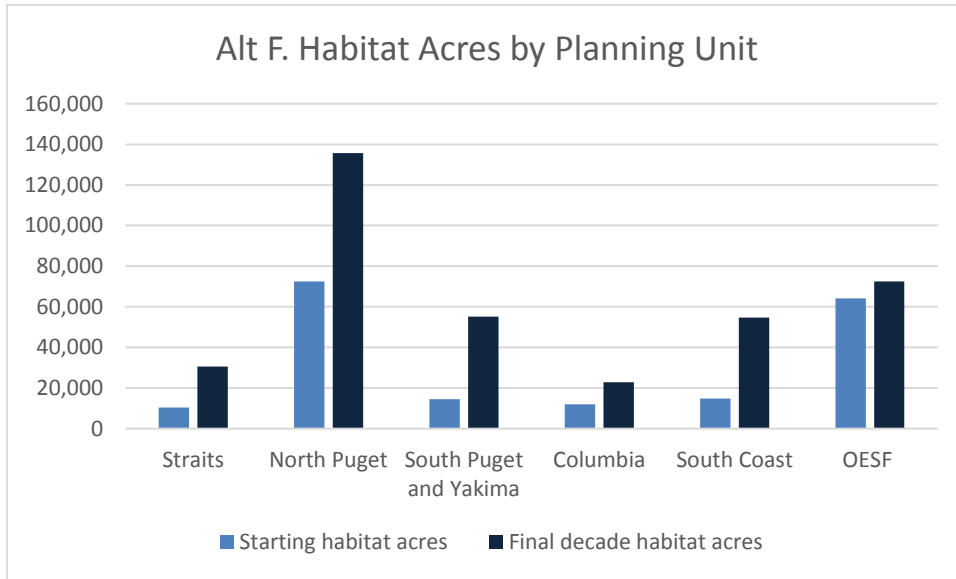 Alt F. Habitat Acres by Planning Unit
160,000
140,000
120,000
100,000
80,000
60,000
40,000
20,000
0
Straits
North Puget
South Puget
and Yakima
Columbia
South Coast
OESF
Starting habitat acres
Final decade habitat acres